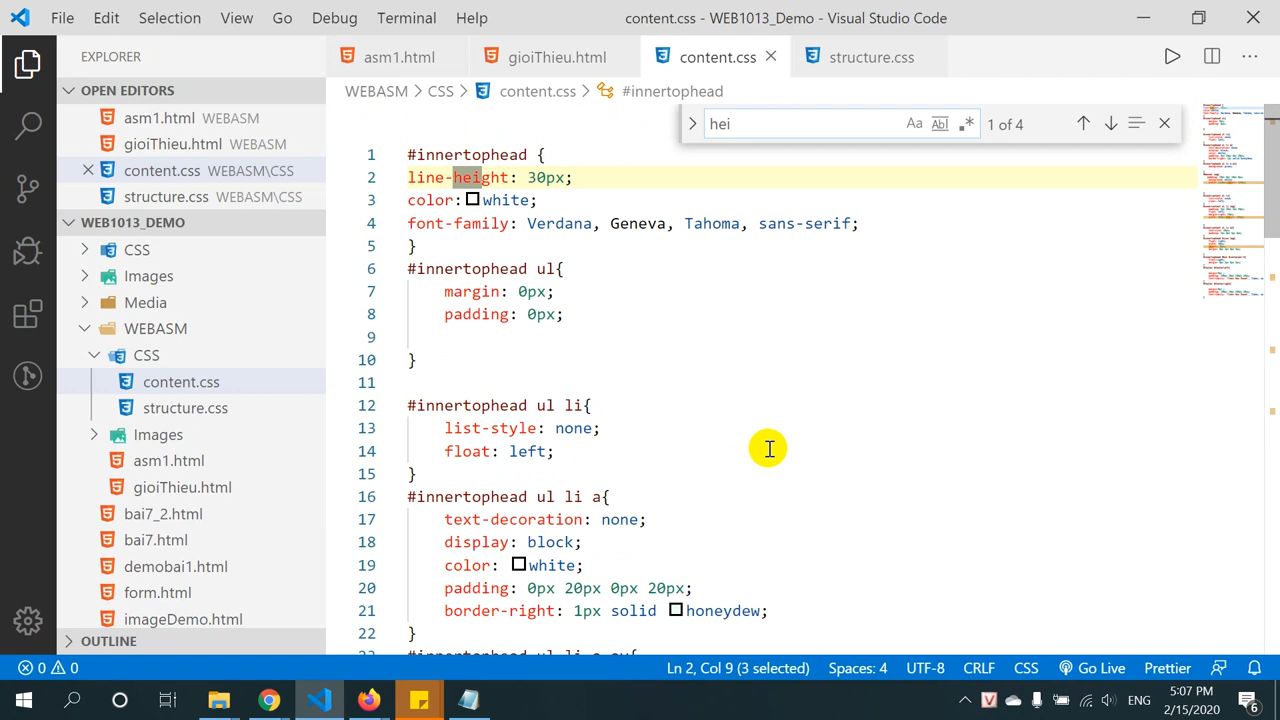 File Edit Selection View Go Debug Terminal Help content.css - WEB1013_Demo - Visual Studio Code
EXPLORER
OPEN EDITORS
asm1.html WEBASM
gioiThieu.html WEBASM
content.css WEBASM\CSS
structure.css WEBASM\CSS
WEB1013_DEMO
CSS
Images
Media
WEBASM
CSS
content.css
structure.css
Images
asm1.html
gioiThieu.html
bai7_2.html
bai7.html
demobai1.html
form.html
imageDemo.html
OUTLINE
asm1.html gioiThieu.html content.css structure.css
WEBASM CSS content.css #innertophead
hei Aa Abl .* 1 of 4
1 #innertophead {
2 line-height: 30px;
3 color: white;
4 font-family: Verdana, Geneva, Tahoma, sans-serif;
5 }
6 #innertophead ul{
7 margin: 0px;
8 padding: 0px;
9
10 }
11
12 #innertophead ul li{
13 list-style: none;
14 float: left;
15 }
16 #innertophead ul li a{
17 text-decoration: none;
18 display: block;
19 color: white;
20 padding: 0px 20px 0px 20px;
21 border-right: 1px solid honeydew;
22 }
0 0 Ln 2, Col 9 (3 selected) Spaces: 4 UTF-8 CRLF CSS Go Live Prettier
ENG 5:07 PM
2/15/2020 6